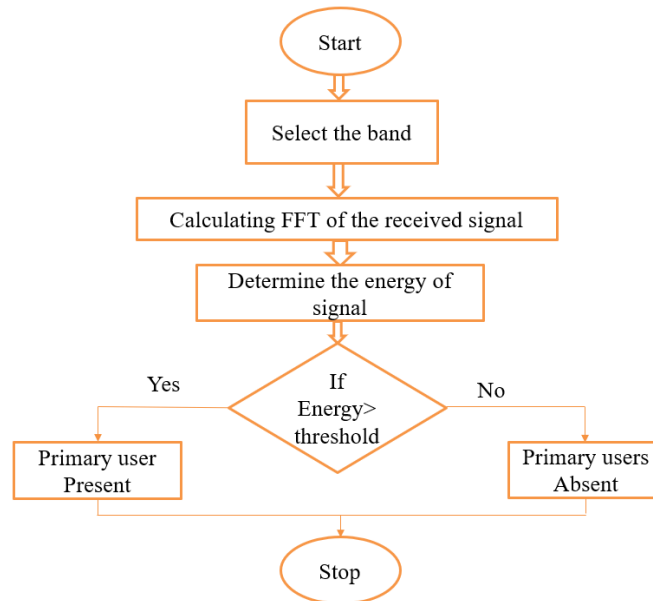 Start
Select the band
Calculating FFT of the received signal
Determine the energy of
signal
If
Energy>
threshold
Yes
No
Primary user
Present
Primary users
Absent
Stop